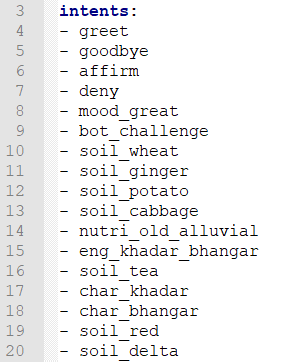 3 intents:
4 - greet
5 - goodbye
6 - affirm
7 - deny
8 - mood_great
9 - bot_challenge
10 - soil_wheat
11 - soil_ginger
12 - soil_potato
13 - soil_cabbage
14 - nutri_old_alluvial
15 - eng_khadar_bhangar
16 - soil_tea
17 - char_khadar
18 - char_bhangar
19 - soil_red
20 - soil_delta